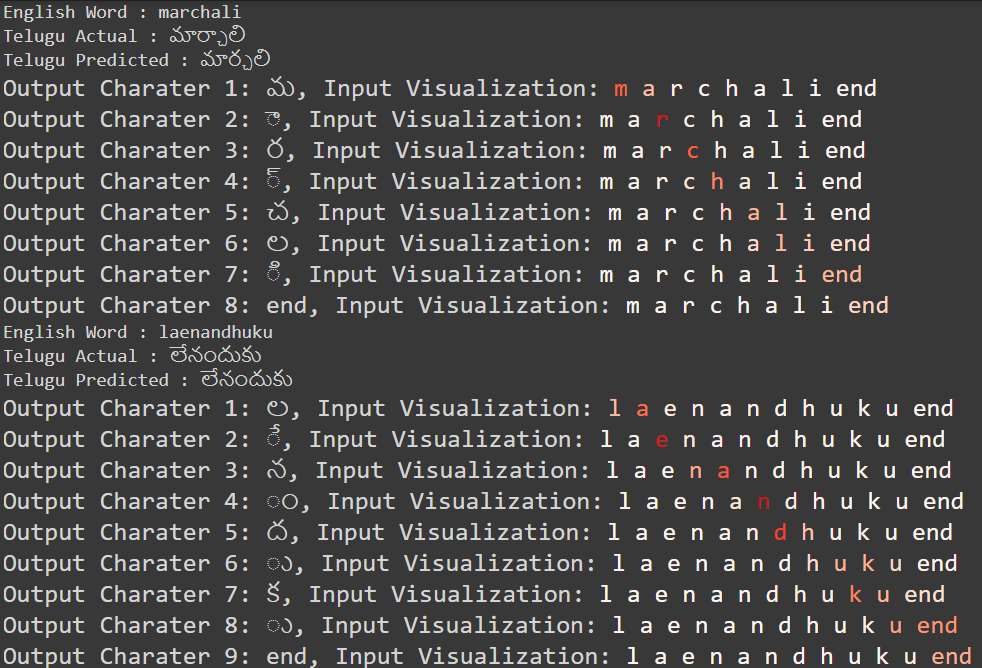 English Word : marchali
Telugu Actual : మార్చాలి
Telugu Predicted : మార్చలి
Output Charater 1: మ, Input Visualization: m a r c h a l i end
Output Charater 2: ా, Input Visualization: m a r c h a l i end
Output Charater 3: ర, Input Visualization: m a r c h a l i end
Output Charater 4: ్, Input Visualization: m a r c h a l i end
Output Charater 5: చ, Input Visualization: m a r c h a l i end
Output Charater 6: ల, Input Visualization: m a r c h a l i end
Output Charater 7: ి, Input Visualization: m a r c h a l i end
Output Charater 8: end, Input Visualization: m a r c h a l i end
English Word : laenandhuku
Telugu Actual : లేనందుకు
Telugu Predicted : లేనందుకు
Output Charater 1: ల, Input Visualization: l a e n a n d h u k u end
Output Charater 2: ే, Input Visualization: l a e n a n d h u k u end
Output Charater 3: న, Input Visualization: l a e n a n d h u k u end
Output Charater 4: ం, Input Visualization: l a e n a n d h u k u end
Output Charater 5: ద, Input Visualization: l a e n a n d h u k u end
Output Charater 6: ు, Input Visualization: l a e n a n d h u k u end
Output Charater 7: క, Input Visualization: l a e n a n d h u k u end
Output Charater 8: ు, Input Visualization: l a e n a n d h u k u end
Output Charater 9: end, Input Visualization: l a e n a n d h u k u end